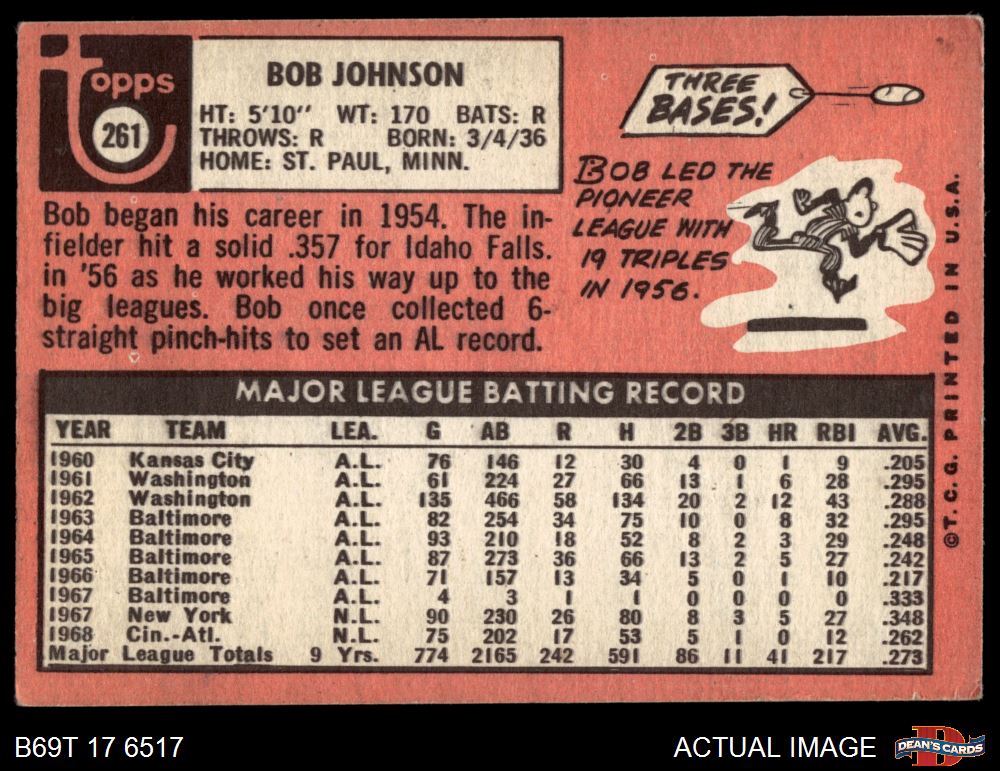 topps
261
BOB JOHNSON
HT: 5'10" WT: 170 BATS: R
THROWS: R BORN: 3/4/36
HOME: ST. PAUL, MINN.
Bob began his career in 1954. The in-
fielder hit a solid .357 for Idaho Falls.
in '56 as he worked his way up to the
big leagues. Bob once collected 6-
straight pinch-hits to set an AL record.
THREE
BASES!
BOB LED THE
PIONEER
LEAGUE WITH
19 TRIPLES
IN 1956.
©T. C. G. PRINTED IN U.S.A.
MAJOR LEAGUE BATTING RECORD
YEAR TEAM LEA. G AB R H 2B 3B HR RBI AVG.
1960 Kansas City A.L. 76 146 12 30 4 0 1 9 .205
1961 Washington A.L. 61 224 27 66 13 1 6 28 .295
1962 Washington A.L. 135 466 58 134 20 2 12 43 .288
1963 Baltimore A.L. 82 254 34 75 10 0 8 32 .295
1964 Baltimore A.L. 93 210 18 52 8 2 3 29 .248
1965 Baltimore A.L. 87 273 36 66 13 2 5 27 .242
1966 Baltimore A.L. 71 157 13 34 5 0 1 10 .217
1967 Baltimore A.L. 4 3 1 1 0 0 0 0 .333
1967 New York N.L. 90 230 26 80 8 3 5 27 .348
1968 Cin.-Atl. N.L. 75 202 17 53 5 1 0 12 .262
Major League Totals 9 Yrs. 774 2165 242 591 86 11 41 217 .273
B69T 17 6517
ACTUAL IMAGE
DEAN'S CARDS